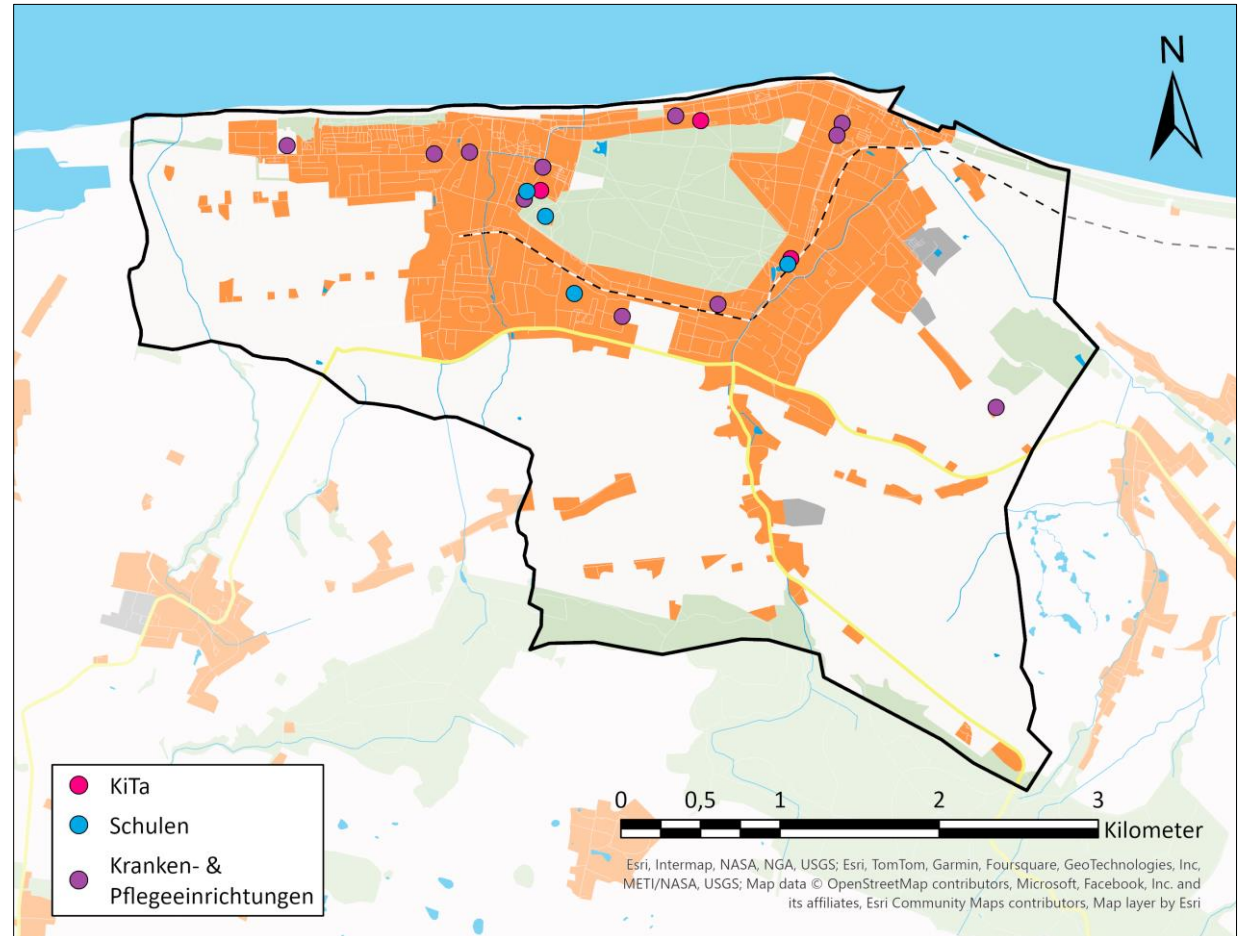 N
KiTa
Schulen
Kranken- &
Pflegeeinrichtungen
0 0,5 1 2 3
Kilometer
Esri, Intermap, NASA, NGA, USGS; Esri, TomTom, Garmin, Foursquare, GeoTechnologies, Inc,
METI/NASA, USGS; Map data © OpenStreetMap contributors, Microsoft, Facebook, Inc. and
its affiliates, Esri Community Maps contributors, Map layer by Esri